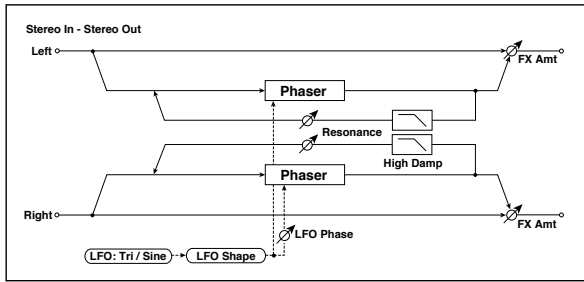 Stereo In - Stereo Out
Left
FX Amt
Phaser
Resonance
High Damp
Phaser
Right
FX Amt
LFO Phase
LFO: Tri / Sine
LFO Shape